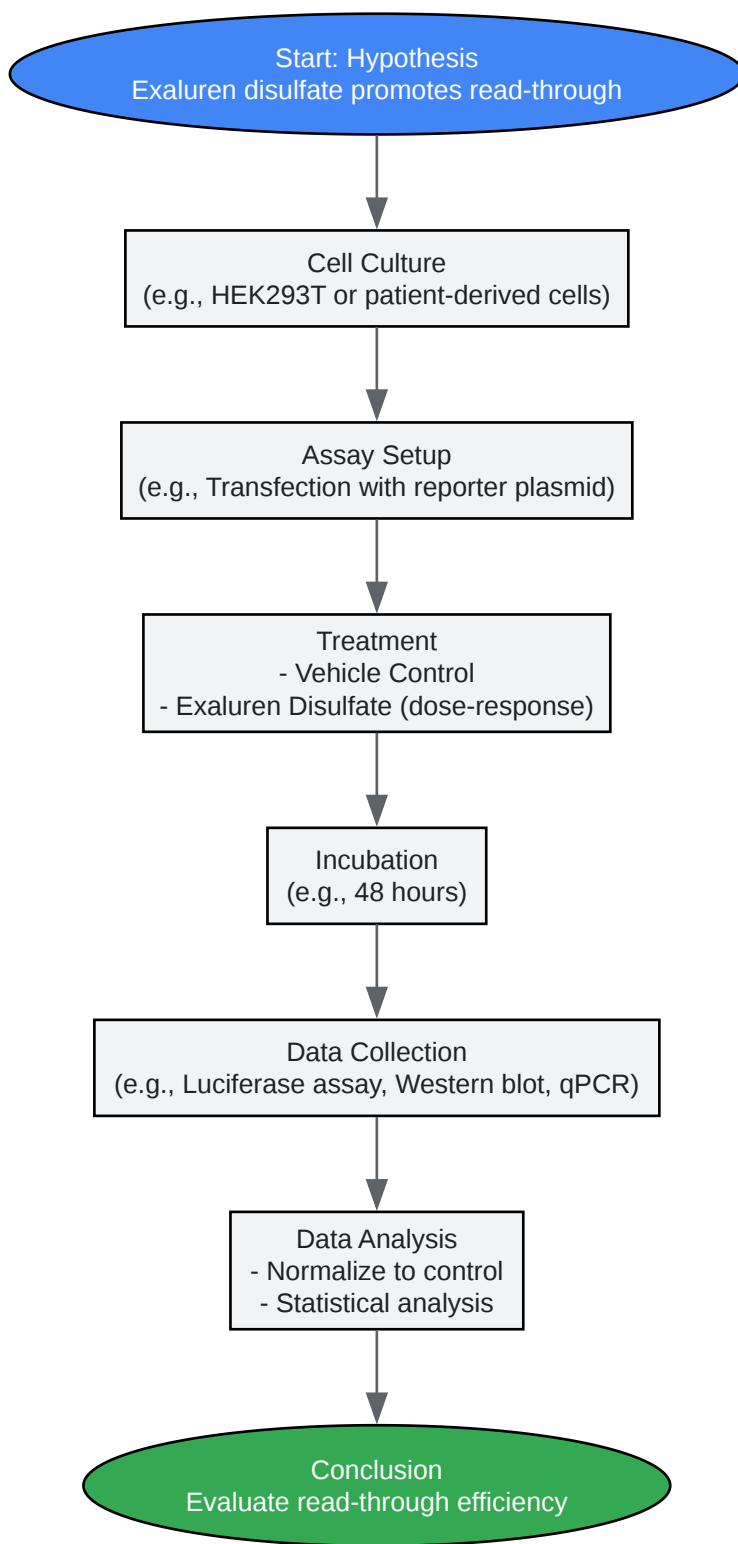 Start: Hypothesis
Exaluren disulfate promotes read-through
Cell Culture
(e.g., HEK293T or patient-derived cells)
Assay Setup
(e.g., Transfection with reporter plasmid)
Treatment
- Vehicle Control
- Exaluren Disulfate (dose-response)
Incubation
(e.g., 48 hours)
Data Collection
(e.g., Luciferase assay, Western blot, qPCR)
Data Analysis
- Normalize to control
- Statistical analysis
Conclusion
Evaluate read-through efficiency